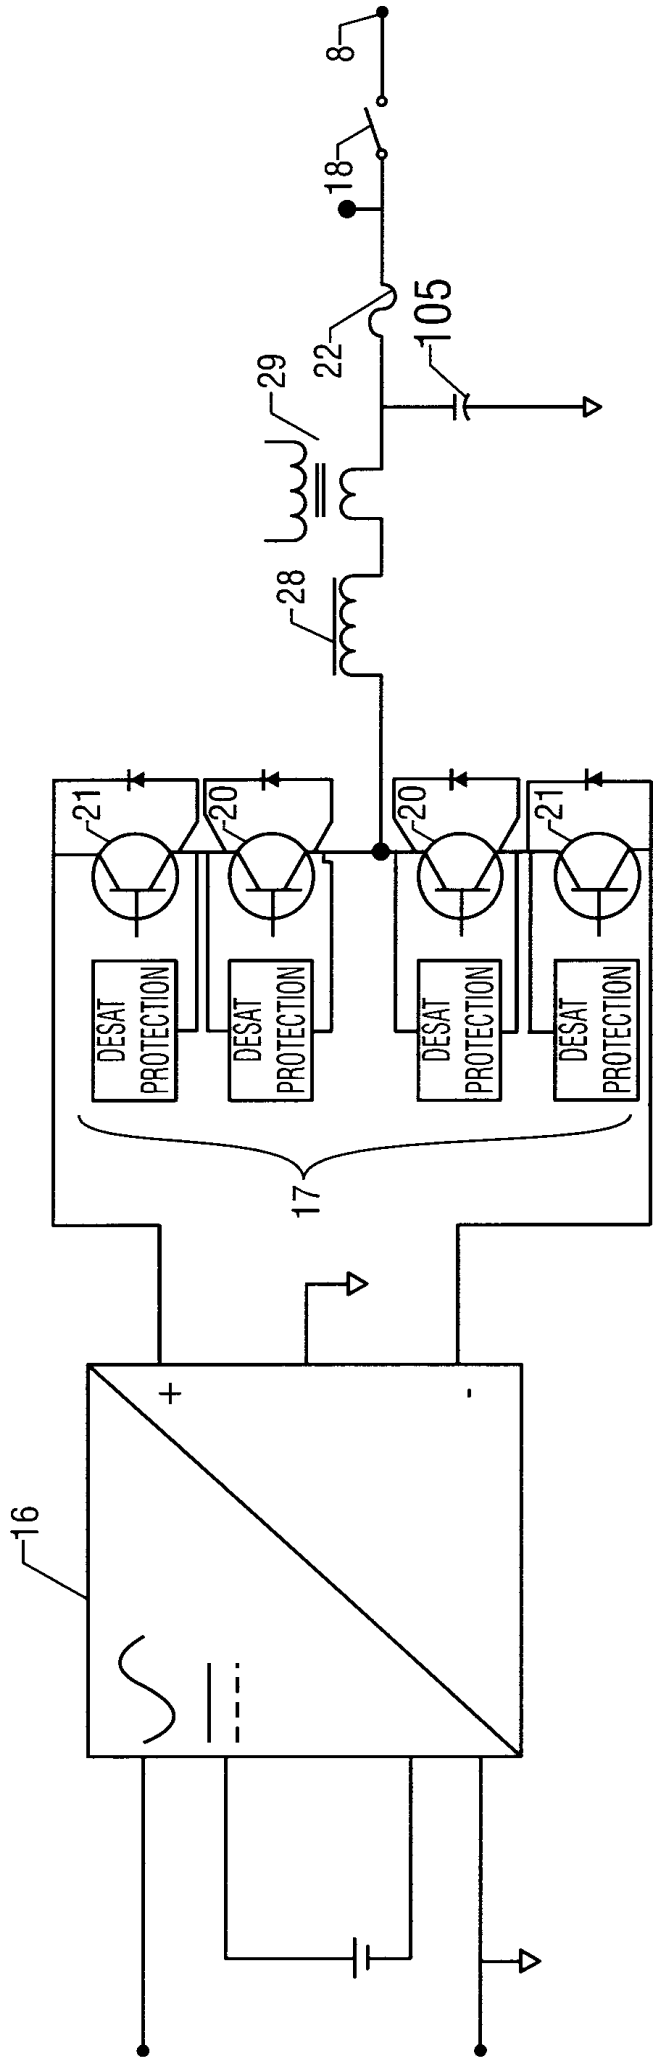 16
+
-
17
DESAT
PROTECTION
DESAT
PROTECTION
DESAT
PROTECTION
DESAT
PROTECTION
21
20
20
21
28
29
22
105
18
8